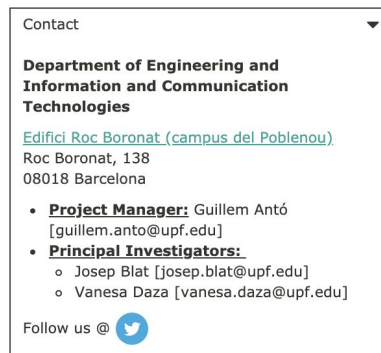 Contact
Department of Engineering and
Information and Communication
Technologies
Edifici Roc Boronat (campus del Poblenou)
Roc Boronat, 138
08018 Barcelona
• Project Manager: Guillem Antó
[guillem.anto@upf.edu]
• Principal Investigators:
◦ Josep Blat [josep.blat@upf.edu]
◦ Vanesa Daza [vanesa.daza@upf.edu]
Follow us @